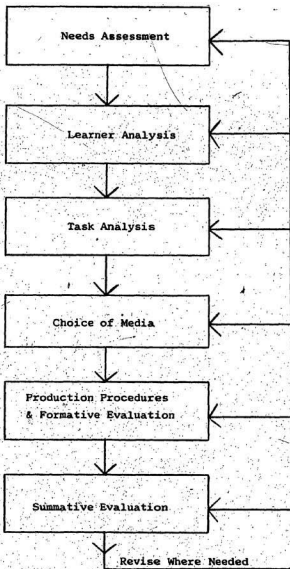 Needs Assessment
Learner Analysis
Task Analysis
Choice of Media
Production Procedures
& Formative Evaluation
Summative Evaluation
Revise Where Needed